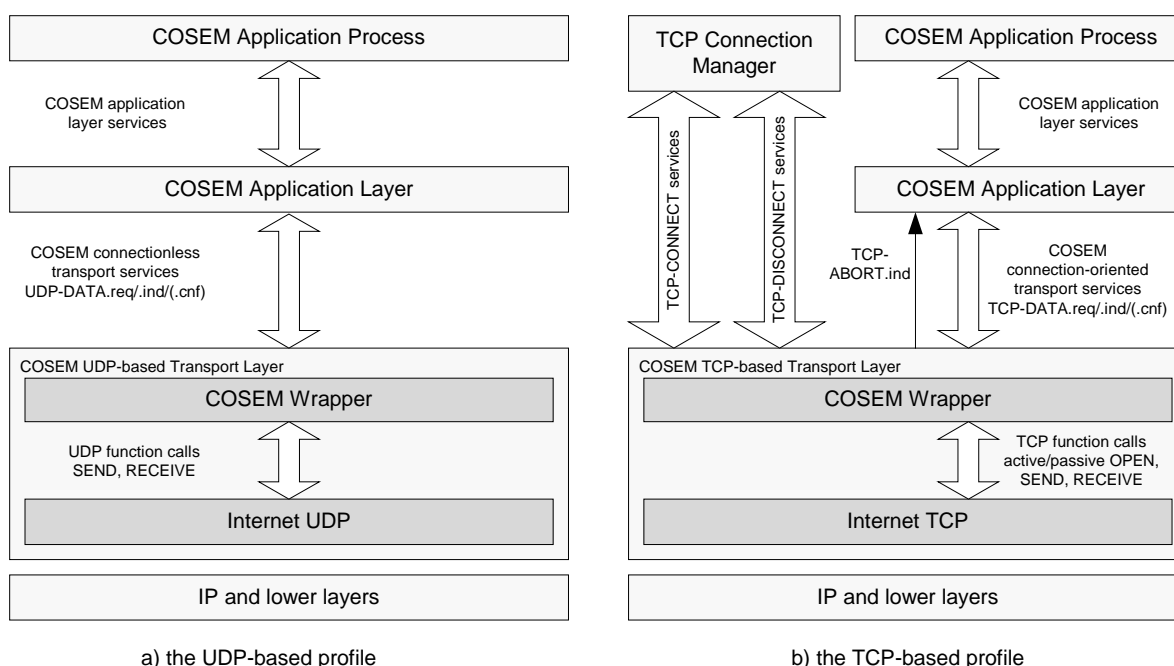 COSEM Application Process
COSEM application
layer services
COSEM Application Layer
COSEM connectionless
transport services
UDP-DATA.req/.ind/(.cnf)
COSEM UDP-based Transport Layer
COSEM Wrapper
UDP function calls
SEND, RECEIVE
Internet UDP
IP and lower layers
a) the UDP-based profile
TCP Connection
Manager
COSEM Application Process
TCP-CONNECT services
TCP-DISCONNECT services
COSEM application
layer services
COSEM Application Layer
TCP-
ABORT.ind
COSEM
connection-oriented
transport services
TCP-DATA.req/.ind/(.cnf)
COSEM TCP-based Transport Layer
COSEM Wrapper
TCP function calls
active/passive OPEN,
SEND, RECEIVE
Internet TCP
IP and lower layers
b) the TCP-based profile